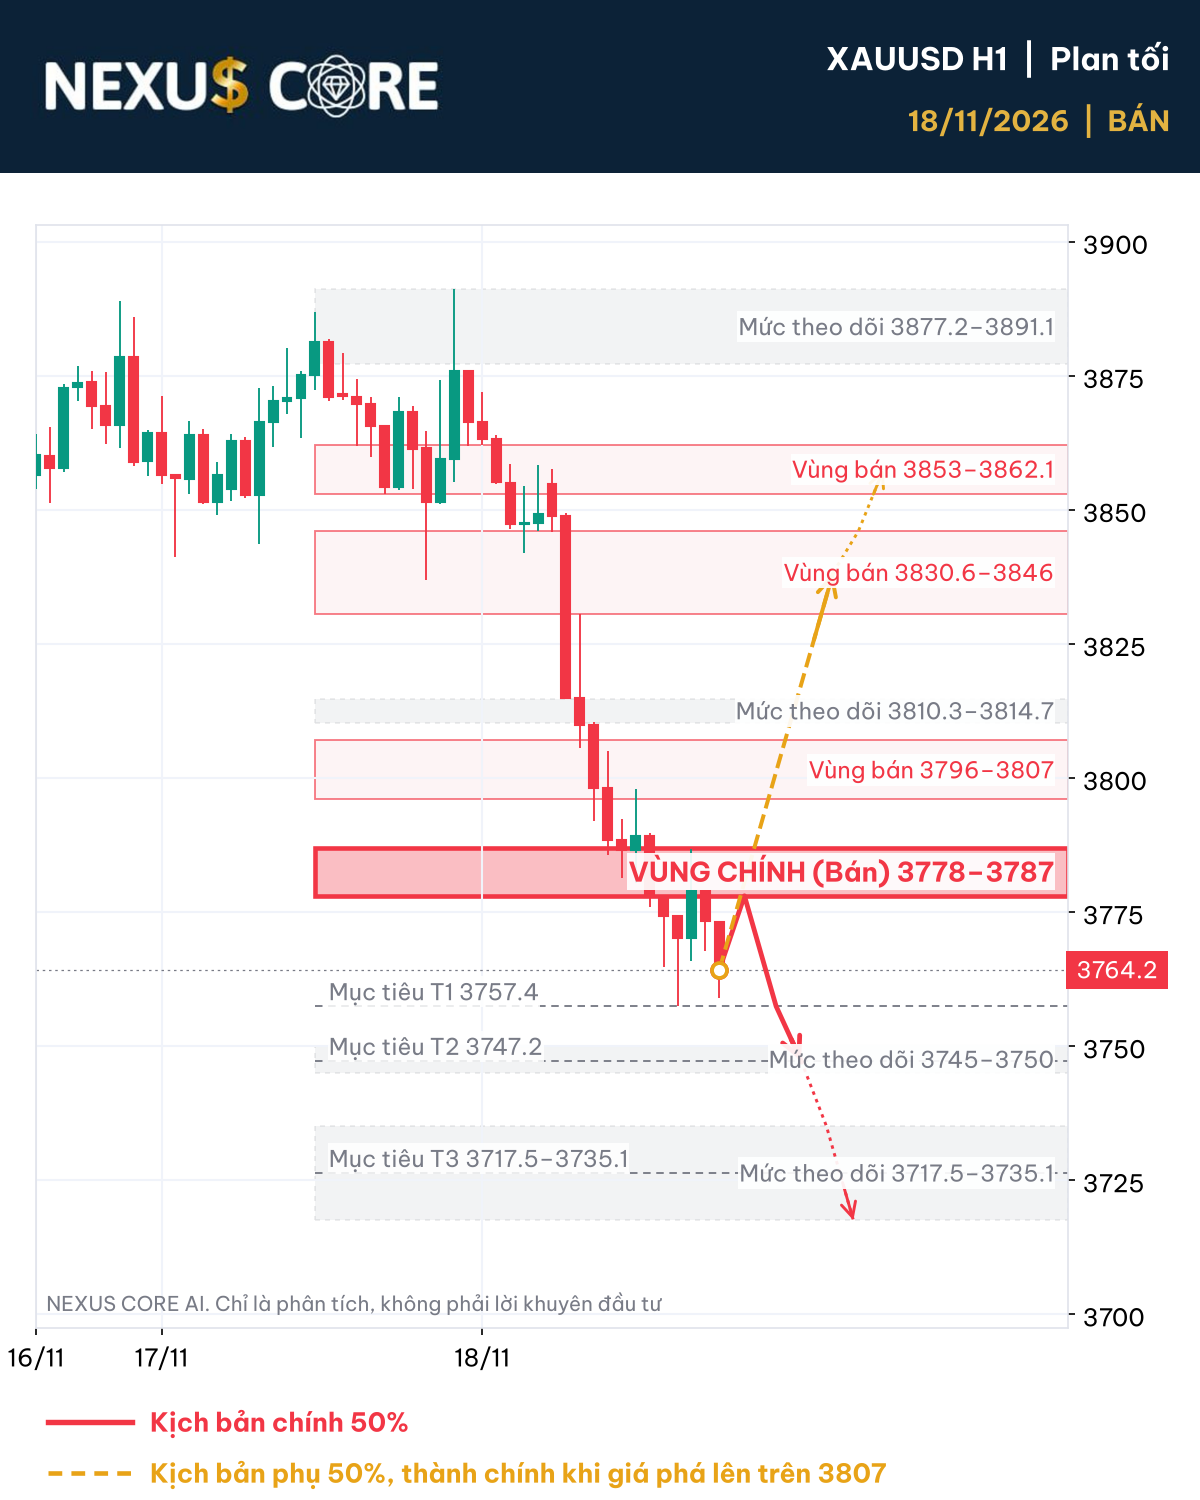 NEXU$ CORE
XAUUSD H1 | Plan tối
18/11/2026 | BÁN
3900
Mức theo dõi 3877.2–3891.1
3875
Vùng bán 3853–3862.1
3850
Vùng bán 3830.6–3846
3825
Mức theo dõi 3810.3–3814.7
Vùng bán 3796–3807
3800
VÙNG CHÍNH (Bán) 3778–3787
3775
3764.2
Mục tiêu T1 3757.4
Mục tiêu T2 3747.2
Mức theo dõi 3745–3750
3750
Mục tiêu T3 3717.5–3735.1
Mức theo dõi 3717.5–3735.1
3725
NEXUS CORE AI. Chỉ là phân tích, không phải lời khuyên đầu tư
3700
16/11 17/11 18/11
Kịch bản chính 50%
Kịch bản phụ 50%, thành chính khi giá phá lên trên 3807